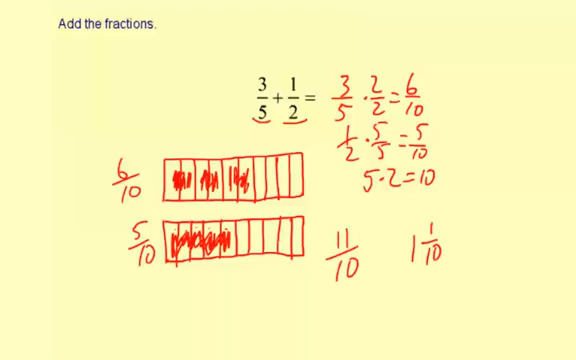 Add the fractions.
3/5 + 1/2 = 3/5 · 2/2 = 6/10
1/2 · 5/5 = 5/10
5 · 2 = 10
6/10
5/10
11/10 1 1/10